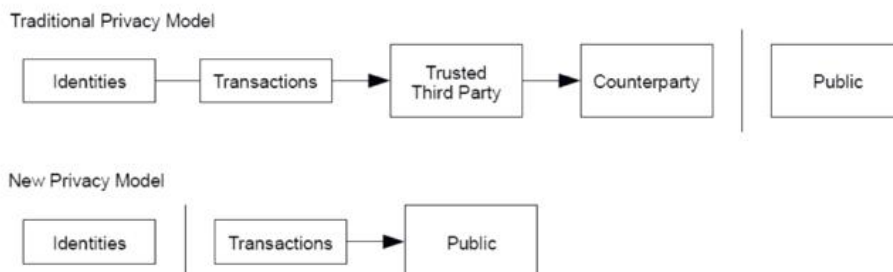 Traditional Privacy Model
Identities
Transactions
Trusted
Third Party
Counterparty
Public
New Privacy Model
Identities
Transactions
Public